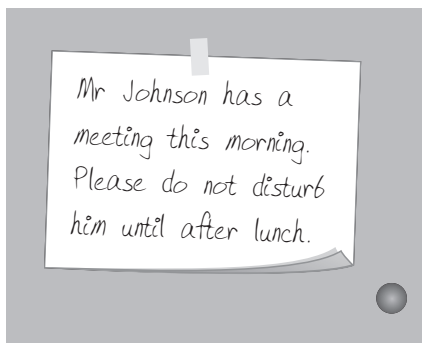 Mr Johnson has a
meeting this morning.
Please do not disturb
him until after lunch.